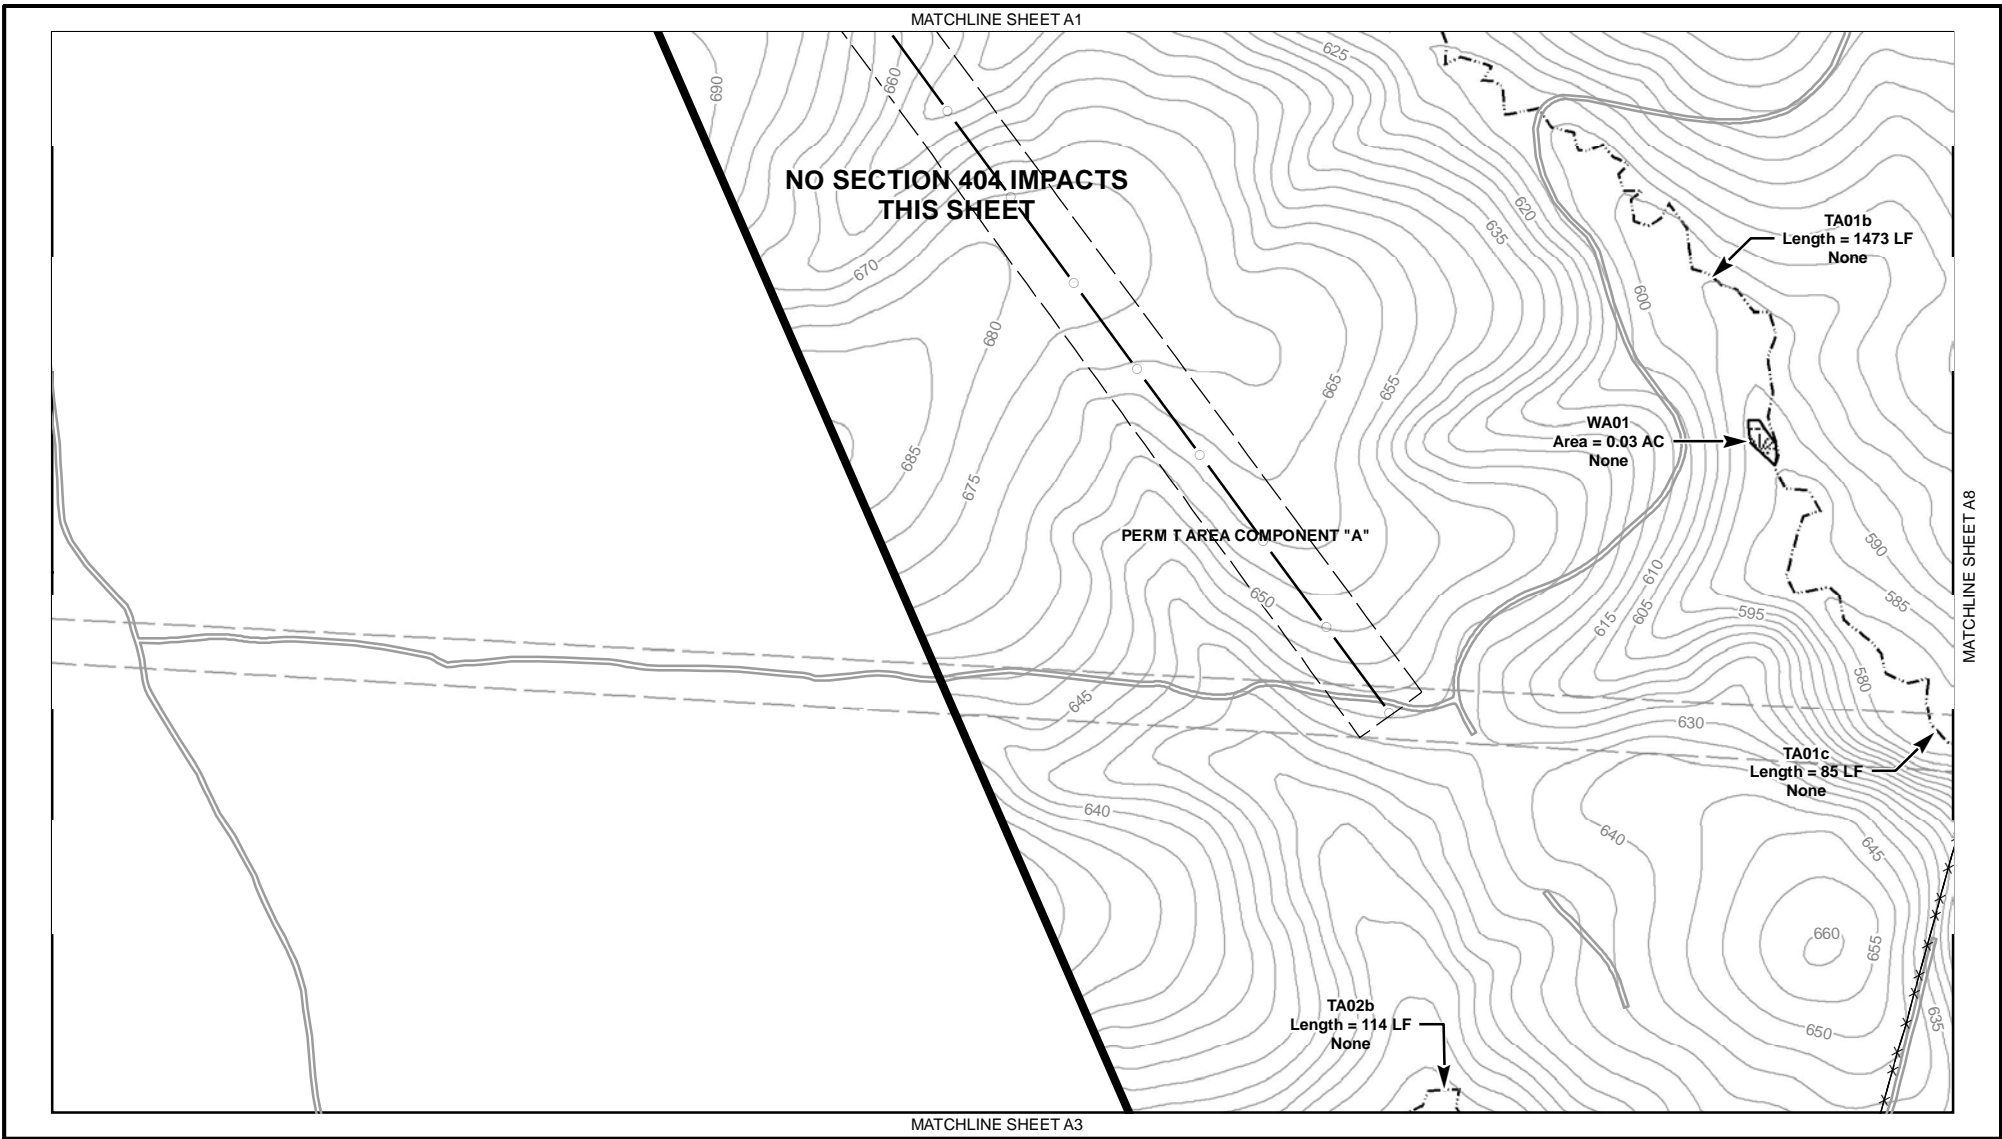 MATCHLINE SHEET A1
625
690
660
NO SECTION 404 IMPACTS
THIS SHEET
620
635
TA01b
Length = 1473 LF
None
670
600
680
665
655
WA01
Area = 0.03 AC
None
685
675
MATCHLINE SHEET A8
PERM T AREA COMPONENT "A"
590
610
650
585
605
595
615
580
645
630
TA01c
Length = 85 LF
None
640
640
645
660
655
TA02b
Length = 114 LF
None
650
635
MATCHLINE SHEET A3